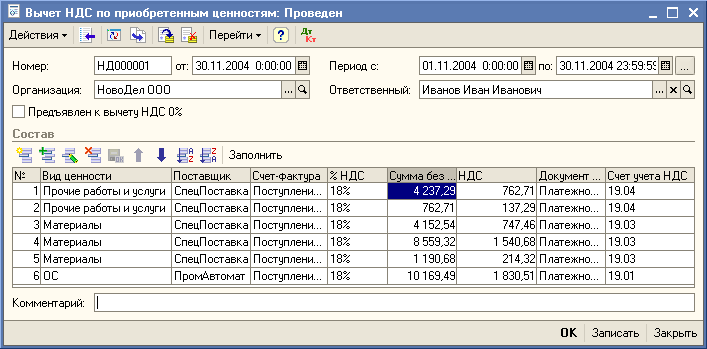 Вычет НДС по приобретенным ценностям: Проведен
Действия Перейти ? Дт Кт
Номер: НД000001 от: 30.11.2004 0:00:00 Период с: 01.11.2004 0:00:00 по: 30.11.2004 23:59:59 ...
Организация: НовоДел ООО ... Ответственный: Иванов Иван Иванович ... x
Предъявлен к вычету НДС 0%
Состав
Заполнить
№ Вид ценности Поставщик Счет-фактура % НДС Сумма без ... НДС Документ ... Счет учета НДС
1 Прочие работы и услуги СпецПоставка Поступлени... 18% 4 237,29 762,71 Платежно... 19.04
2 Прочие работы и услуги СпецПоставка Поступлени... 18% 762,71 137,29 Платежно... 19.04
3 Материалы СпецПоставка Поступлени... 18% 4 152,54 747,46 Платежно... 19.03
4 Материалы СпецПоставка Поступлени... 18% 8 559,32 1 540,68 Платежно... 19.03
5 Материалы СпецПоставка Поступлени... 18% 1 190,68 214,32 Платежно... 19.03
6 ОС ПромАвтомат Поступлени... 18% 10 169,49 1 830,51 Платежно... 19.01
Комментарий:
OK Записать Закрыть